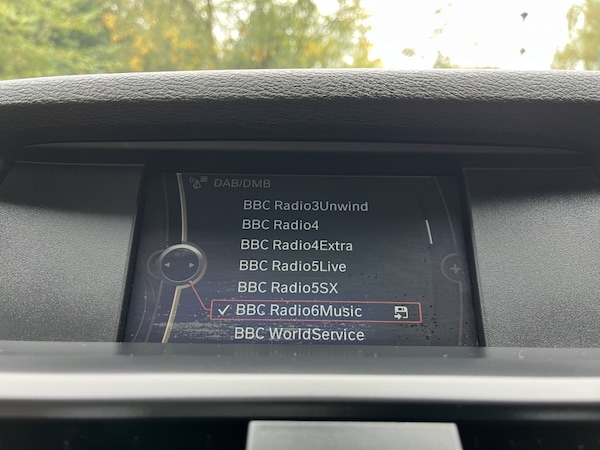 DAB/DMB
BBC Radio3Unwind
BBC Radio4
BBC Radio4Extra
BBC Radio5Live
BBC Radio5SX
BBC Radio6Music
BBC WorldService